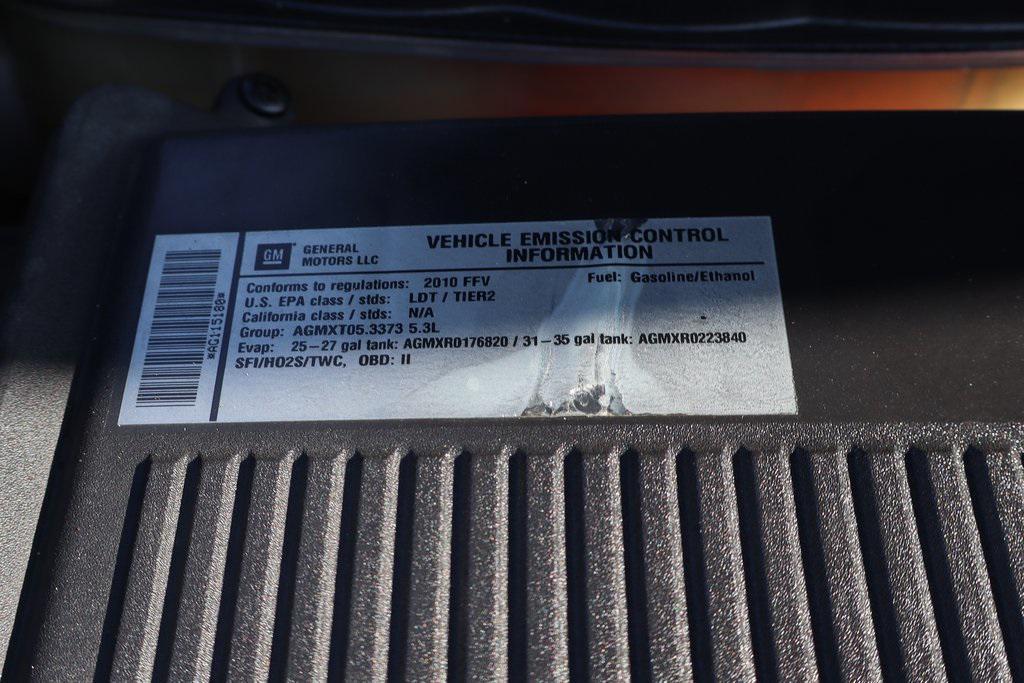 *AG115180*
GM
GENERAL
MOTORS LLC
VEHICLE EMISSION CONTROL
INFORMATION
Conforms to regulations: 2010 FFV
Fuel: Gasoline/Ethanol
U.S. EPA class / stds: LDT / TIER2
California class / stds: N/A
Group: AGMXT05.3373 5.3L
Evap: 25-27 gal tank: AGMXR0176820 / 31-35 gal tank: AGMXR0223840
SFI/HO2S/TWC, OBD: II